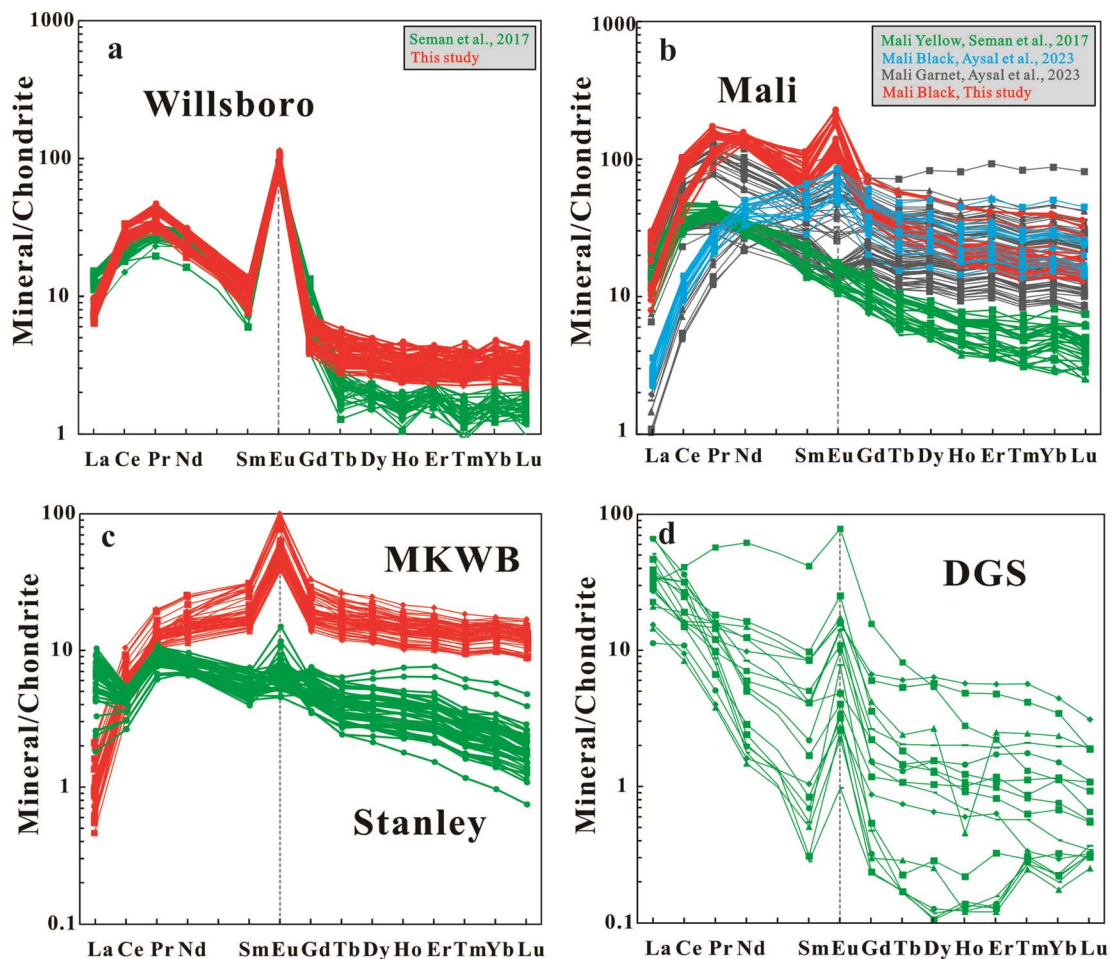 a
Willsboro
Seman et al., 2017
This study
Mineral/Chondrite
1000
100
10
1
La Ce Pr Nd Sm Eu Gd Tb Dy Ho Er Tm Yb Lu
b
Mali
Mali Yellow, Seman et al., 2017
Mali Black, Aysal et al., 2023
Mali Garnet, Aysal et al., 2023
Mali Black, This study
Mineral/Chondrite
1000
100
10
1
La Ce Pr Nd Sm Eu Gd Tb Dy Ho Er Tm Yb Lu
c
MKWB
Stanley
Mineral/Chondrite
100
10
1
0.1
La Ce Pr Nd Sm Eu Gd Tb Dy Ho Er Tm Yb Lu
d
DGS
Mineral/Chondrite
100
10
1
0.1
La Ce Pr Nd Sm Eu Gd Tb Dy Ho Er Tm Yb Lu